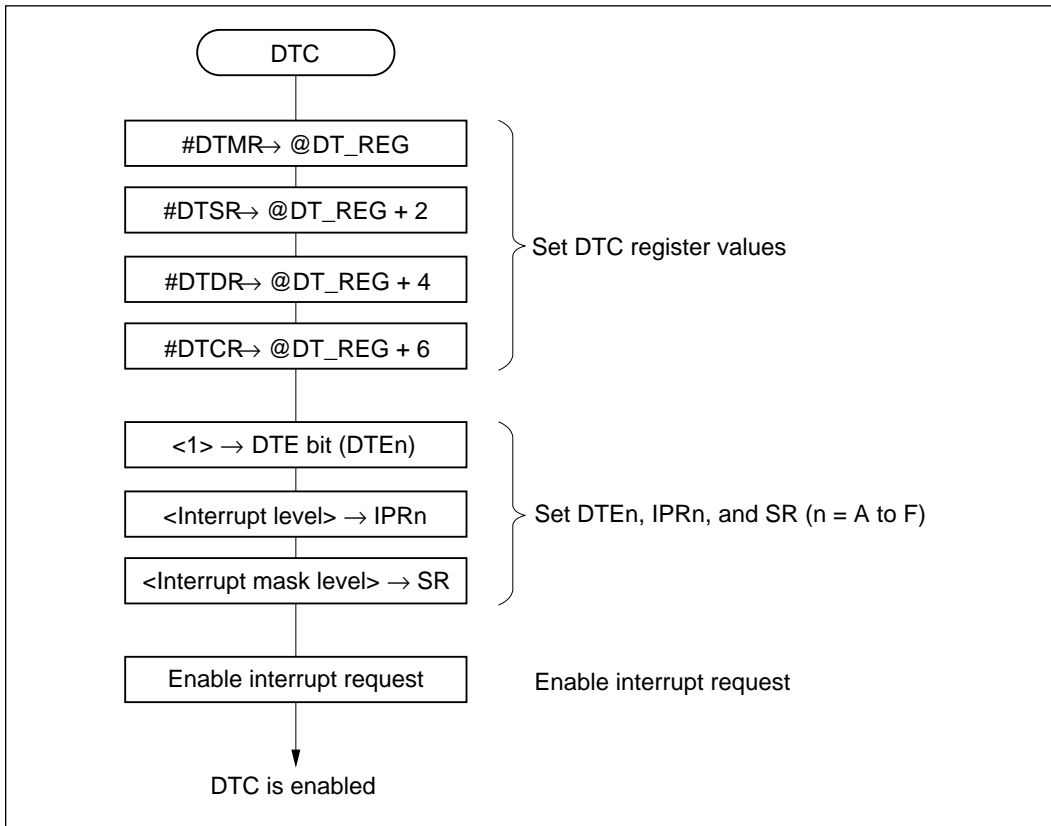 DTC
#DTMR→ @DT_REG
#DTSR→ @DT_REG + 2
#DTDR→ @DT_REG + 4
#DTCR→ @DT_REG + 6
Set DTC register values
<1> → DTE bit (DTEn)
<Interrupt level> → IPRn
<Interrupt mask level> → SR
Set DTEn, IPRn, and SR (n = A to F)
Enable interrupt request
Enable interrupt request
DTC is enabled